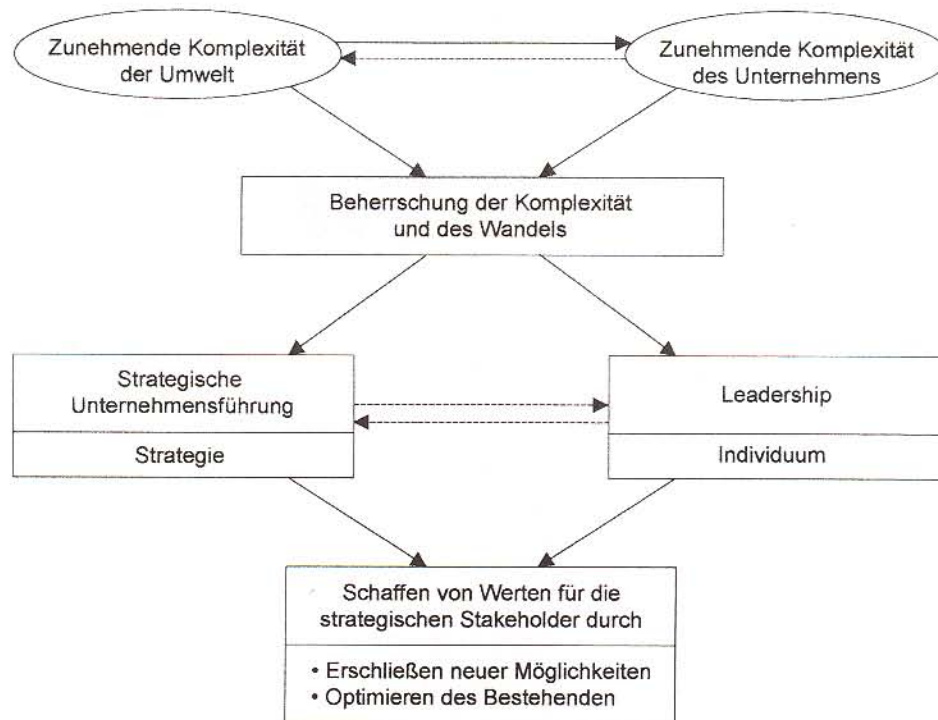 Zunehmende Komplexität
der Umwelt
Zunehmende Komplexität
des Unternehmens
Beherrschung der Komplexität
und des Wandels
Strategische
Unternehmensführung
Strategie
Leadership
Individuum
Schaffen von Werten für die
strategischen Stakeholder durch
• Erschließen neuer Möglichkeiten
• Optimieren des Bestehenden